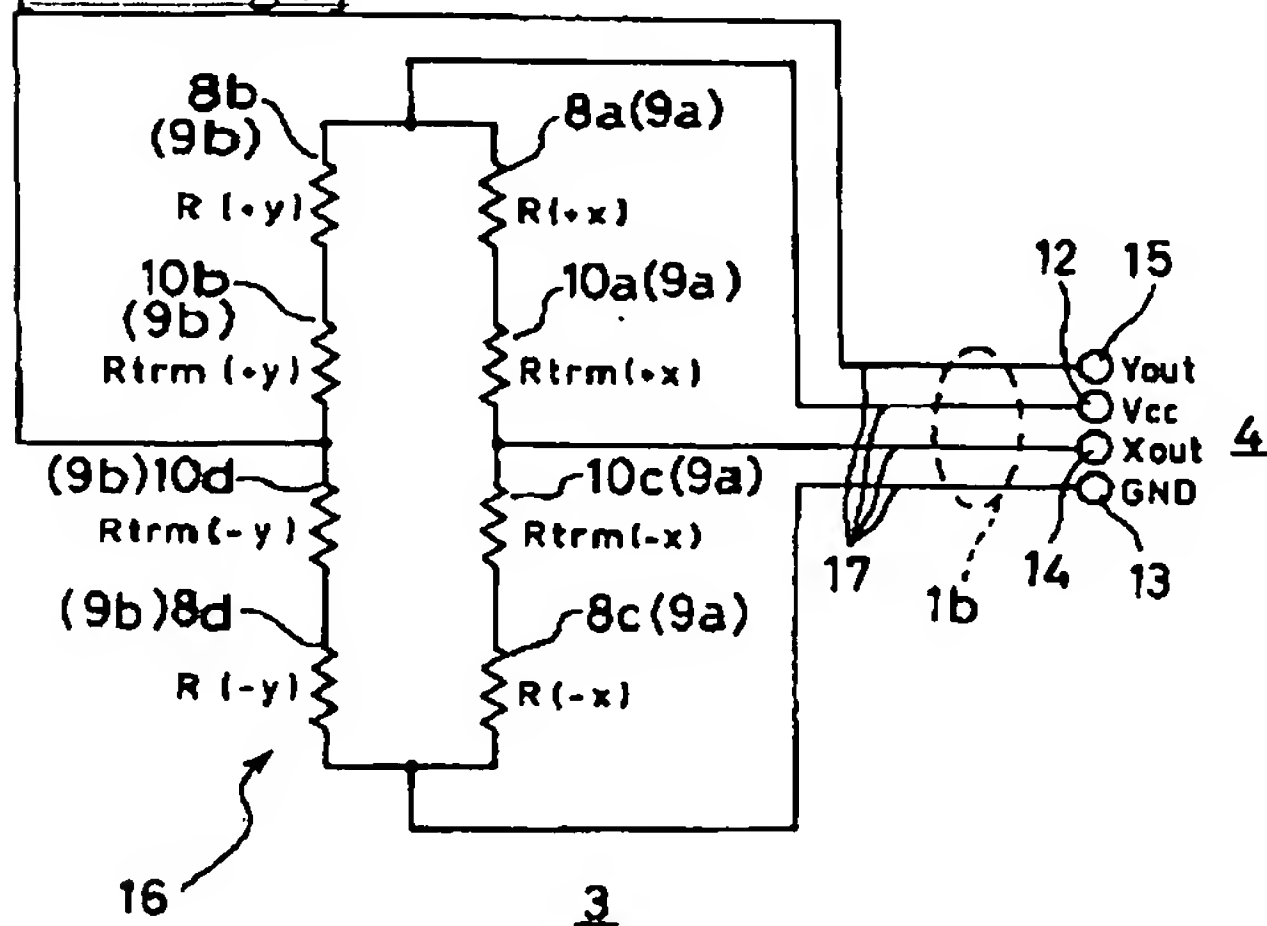 8b
(9b)
8a(9a)
R (+y)
R(+x)
10b
(9b)
10a(9a)
Rtrm (+y)
Rtrm(+x)
12
15
Yout
Vcc
Xout
GND
4
(9b)10d
10c(9a)
Rtrm(-y)
Rtrm(-x)
17
1b
14
13
(9b)8d
8c(9a)
R (-y)
R(-x)
16
3